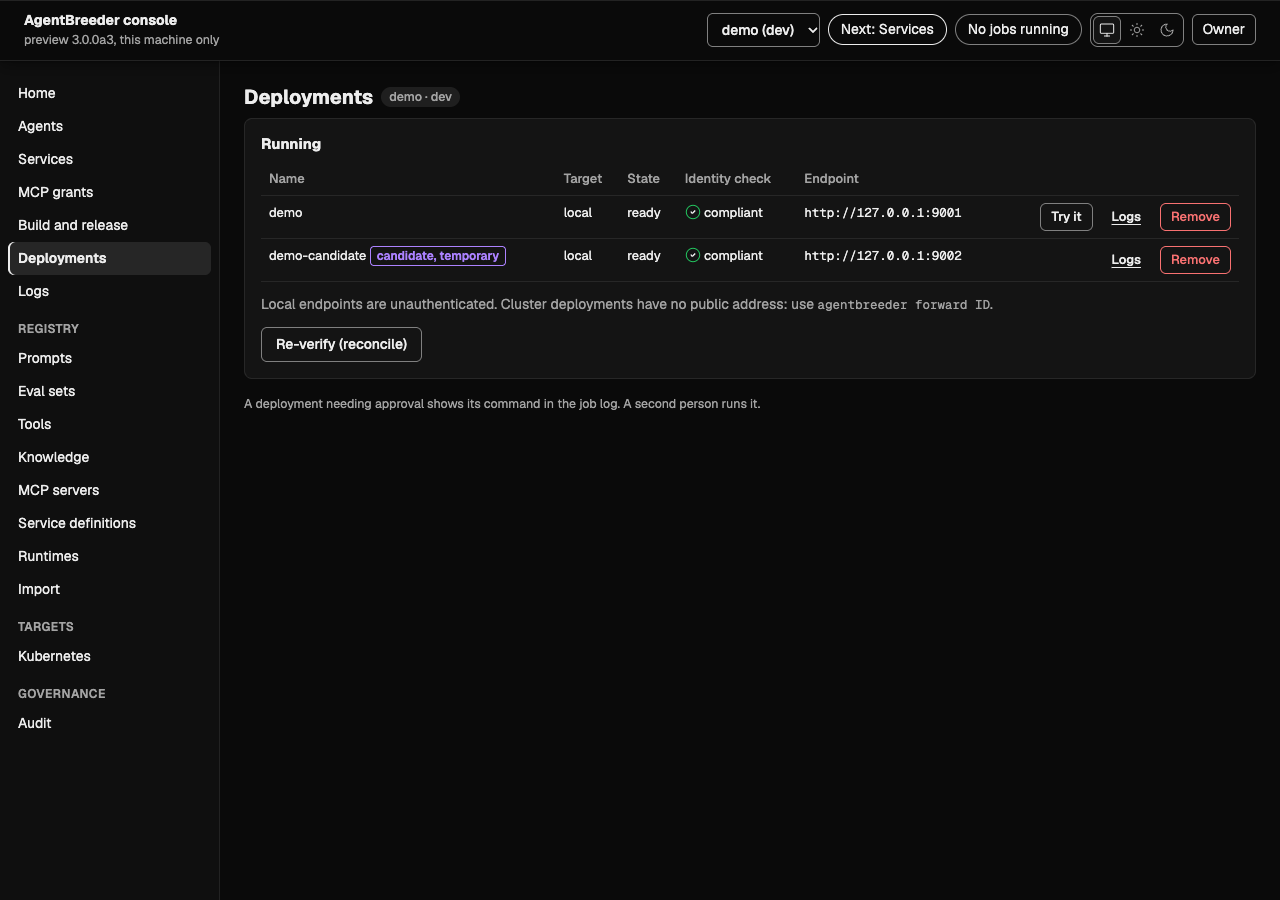 AgentBreeder console
preview 3.0.0a3, this machine only
demo (dev)
Next: Services
No jobs running
Owner
Home
Agents
Services
MCP grants
Build and release
Deployments
Logs
REGISTRY
Prompts
Eval sets
Tools
Knowledge
MCP servers
Service definitions
Runtimes
Import
TARGETS
Kubernetes
GOVERNANCE
Audit
Deployments demo · dev
Running
Name Target State Identity check Endpoint
demo local ready compliant http://127.0.0.1:9001 Try it Logs Remove
demo-candidate candidate, temporary local ready compliant http://127.0.0.1:9002 Logs Remove
Local endpoints are unauthenticated. Cluster deployments have no public address: use agentbreeder forward ID.
Re-verify (reconcile)
A deployment needing approval shows its command in the job log. A second person runs it.